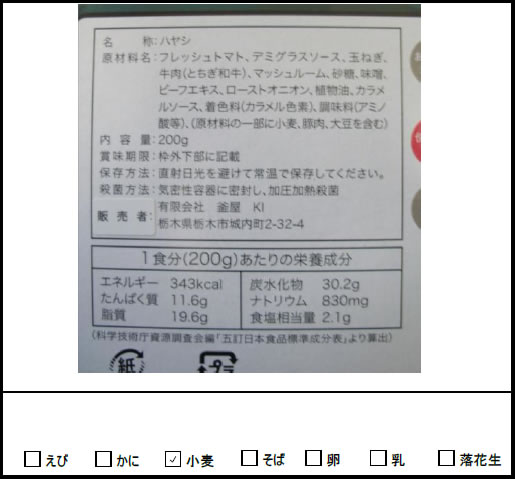 名 称:ハヤシ
原材料名:フレッシュトマト、デミグラスソース、玉ねぎ、
牛肉(とちぎ和牛)、マッシュルーム、砂糖、味噌、
ビーフエキス、ローストオニオン、植物油、カラメ
ルソース、着色料(カラメル色素)、調味料(アミノ
酸等)、(原材料の一部に小麦、豚肉、大豆を含む)
内 容 量:200g
賞味期限:枠外下部に記載
保存方法:直射日光を避けて常温で保存してください。
殺菌方法:気密性容器に密封し、加圧加熱殺菌
販 売 者:有限会社 釜屋 KI
栃木県栃木市城内町2-32-4
1食分(200g)あたりの栄養成分
エネルギー 343kcal 炭水化物 30.2g
たんぱく質 11.6g ナトリウム 830mg
脂質 19.6g 食塩相当量 2.1g
(科学技術庁資源調査会編「五訂日本食品標準成分表」より算出)
紙
えび かに 小麦 そば 卵 乳 落花生